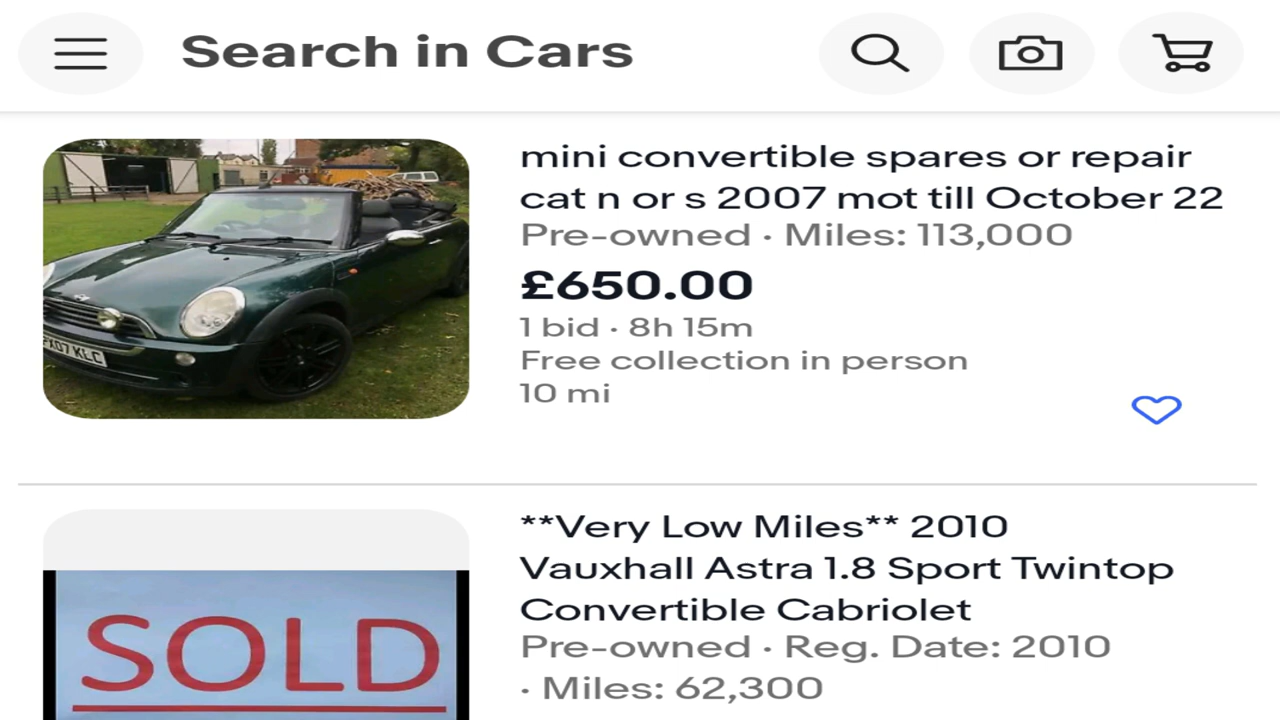 Search in Cars
mini convertible spares or repair
cat n or s 2007 mot till October 22
Pre-owned · Miles: 113,000
£650.00
1 bid · 8h 15m
Free collection in person
10 mi
FX07 KLC
**Very Low Miles** 2010
Vauxhall Astra 1.8 Sport Twintop
Convertible Cabriolet
Pre-owned · Reg. Date: 2010
· Miles: 62,300
SOLD